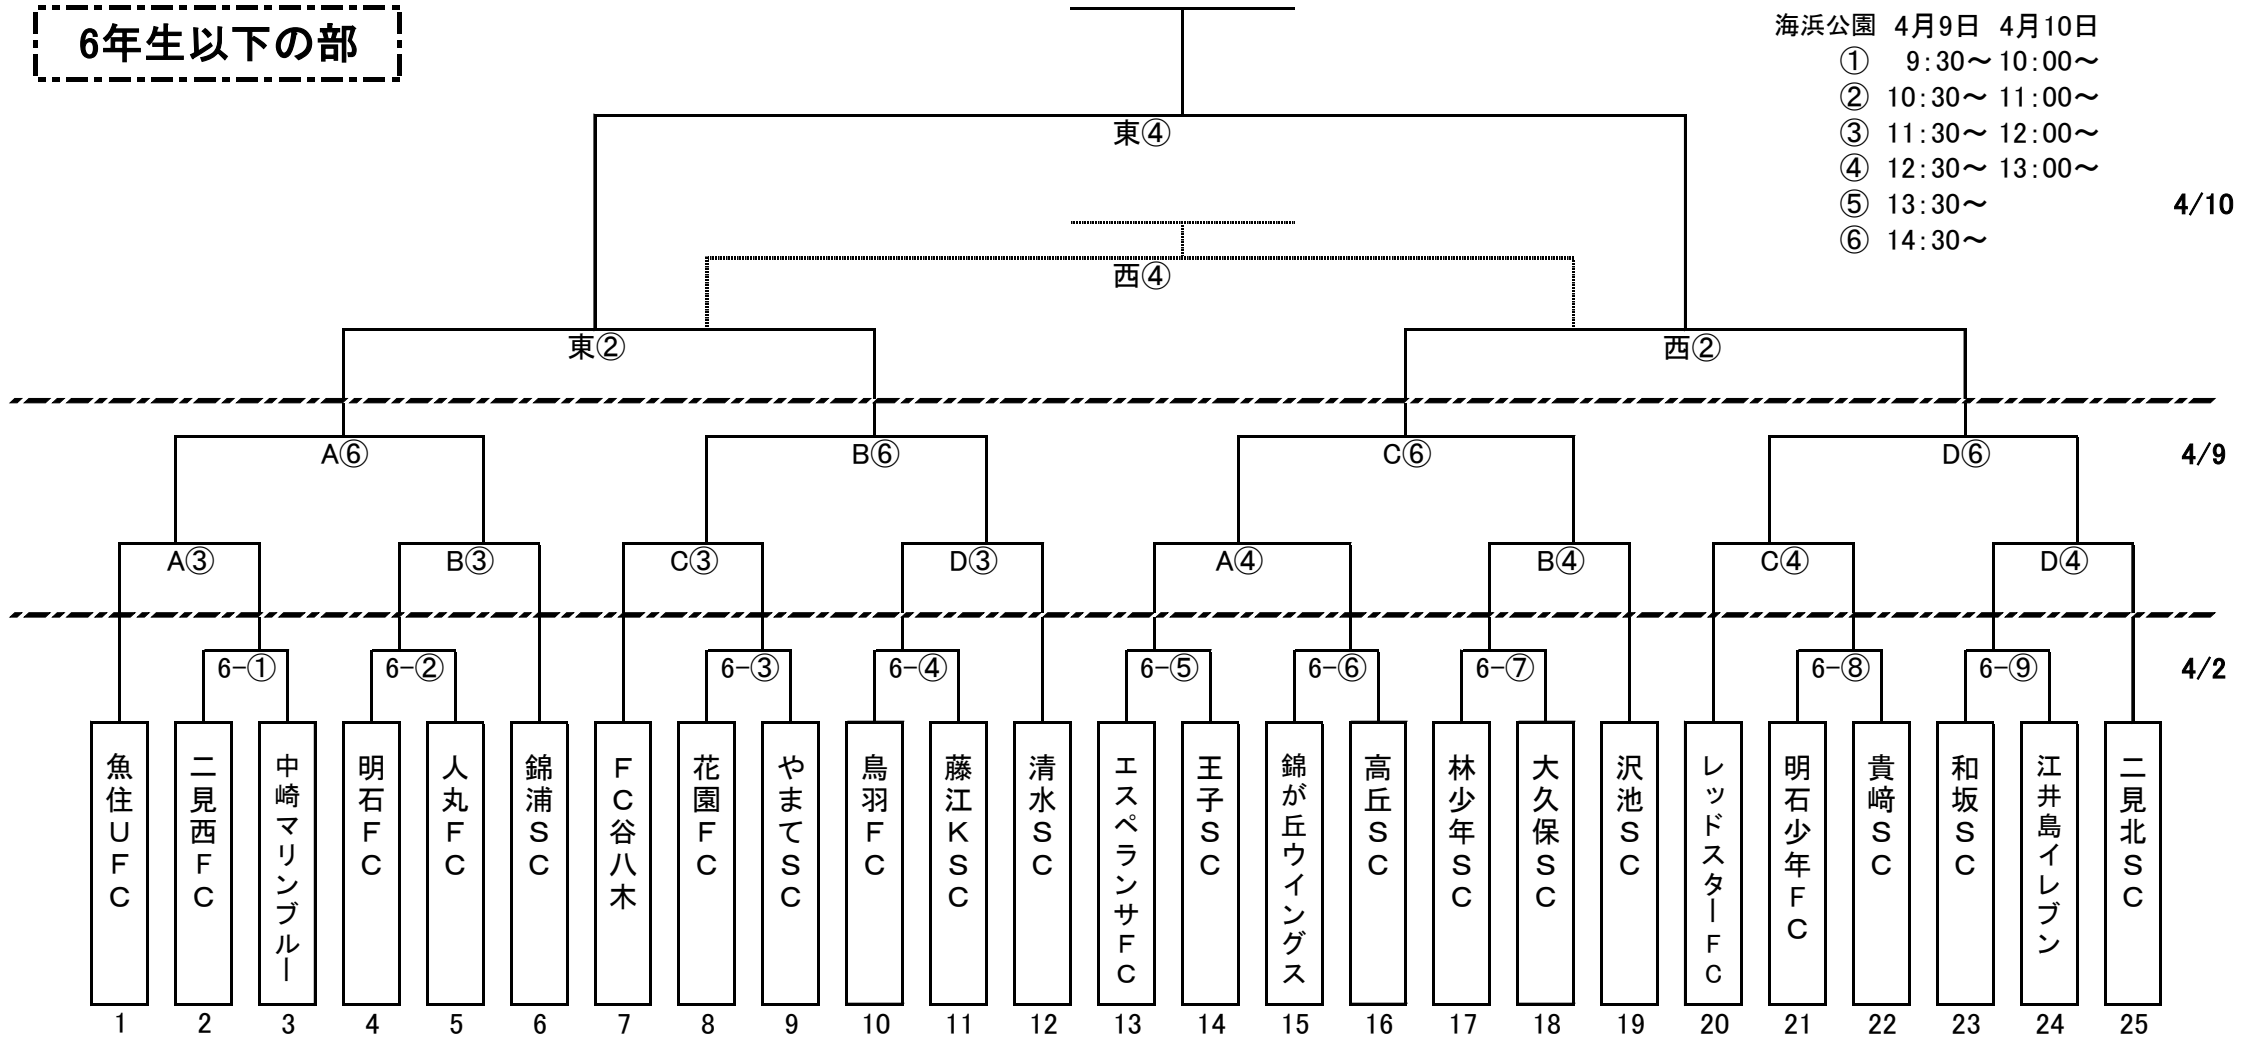 6年生以下の部
海浜公園 4月9日 4月10日
① 9:30～ 10:00～
② 10:30～ 11:00～
③ 11:30～ 12:00～
④ 12:30～ 13:00～
⑤ 13:30～
⑥ 14:30～
4/10
東④
西④
東② 西②
A⑥ B⑥ C⑥ D⑥ 4/9
A③ B③ C③ D③ A④ B④ C④ D④
6-① 6-② 6-③ 6-④ 6-⑤ 6-⑥ 6-⑦ 6-⑧ 6-⑨ 4/2
魚住UFC
二見西FC
中崎マリンブルー
明石FC
人丸FC
錦浦SC
FC谷八木
花園FC
やまてSC
鳥羽FC
藤江KSC
清水SC
エスペランサFC
王子SC
錦が丘ウイングス
高丘SC
林少年SC
大久保SC
沢池SC
レッドスターFC
明石少年FC
貴﨑SC
和坂SC
江井島イレブン
二見北SC
1 2 3 4 5 6 7 8 9 10 11 12 13 14 15 16 17 18 19 20 21 22 23 24 25